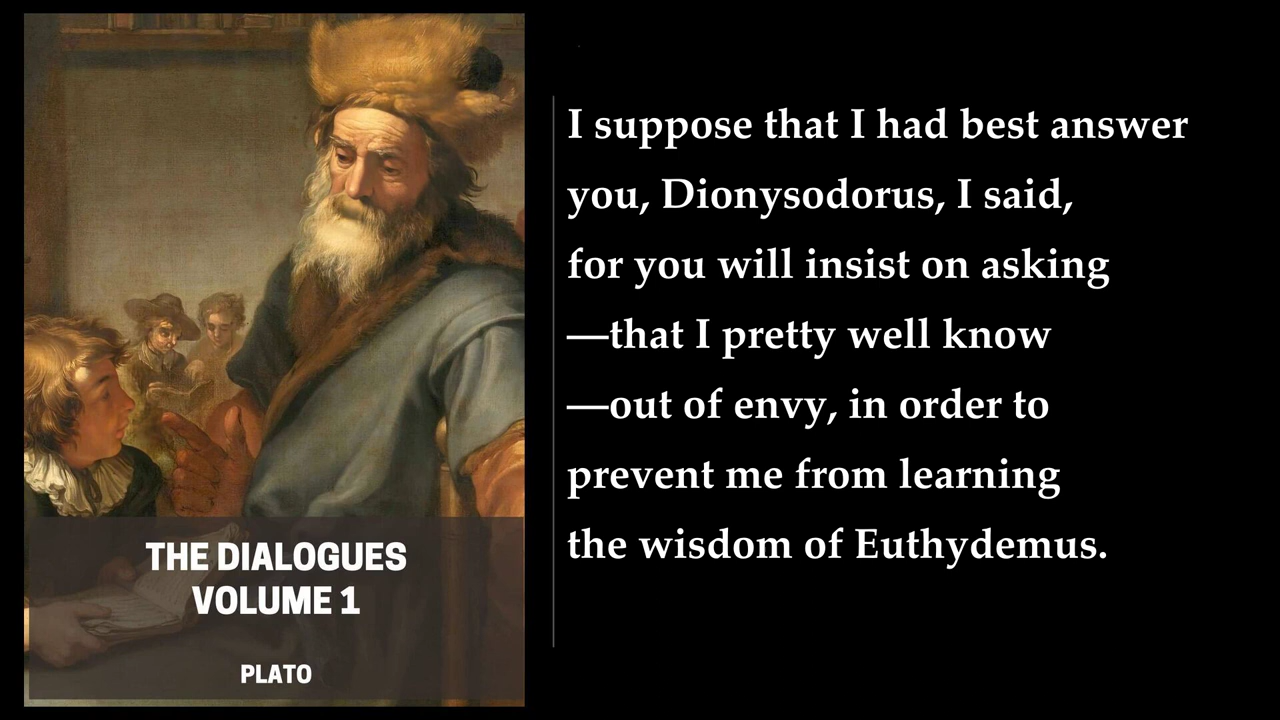 THE DIALOGUES
VOLUME 1
PLATO
I suppose that I had best answer
you, Dionysodorus, I said,
for you will insist on asking
—that I pretty well know
—out of envy, in order to
prevent me from learning
the wisdom of Euthydemus.